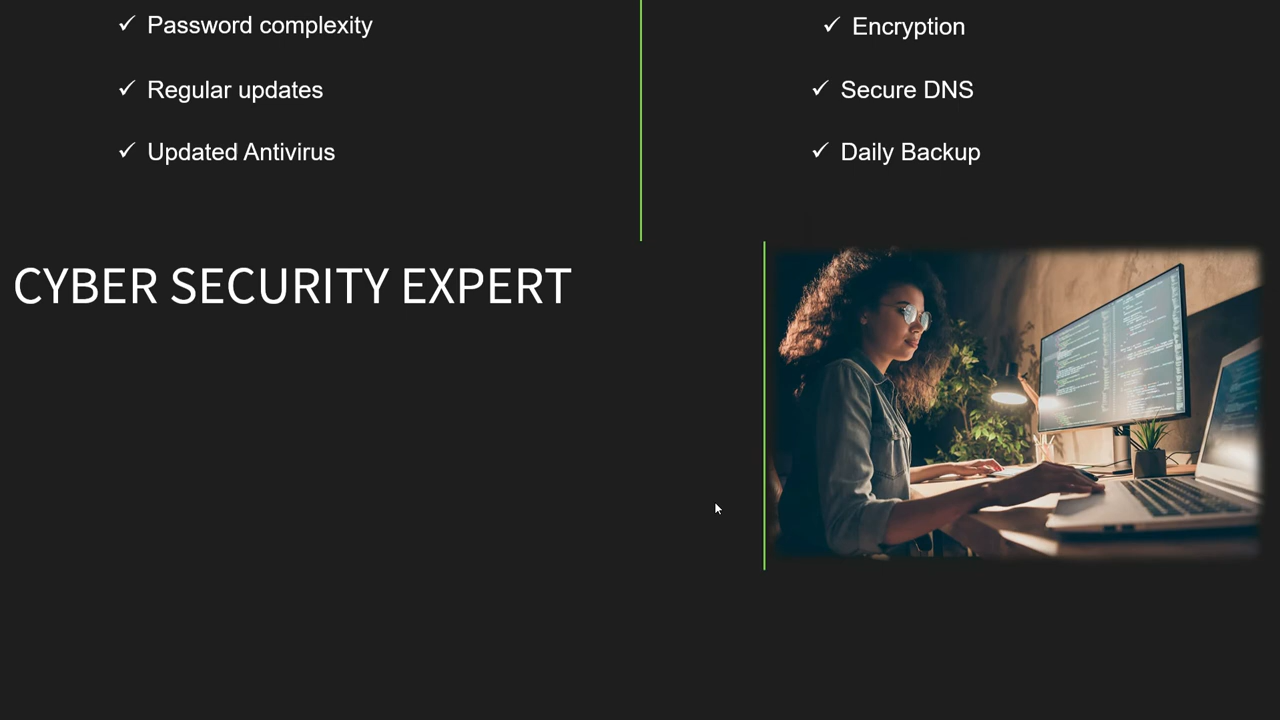 Password complexity
Regular updates
Updated Antivirus
Encryption
Secure DNS
Daily Backup
CYBER SECURITY EXPERT